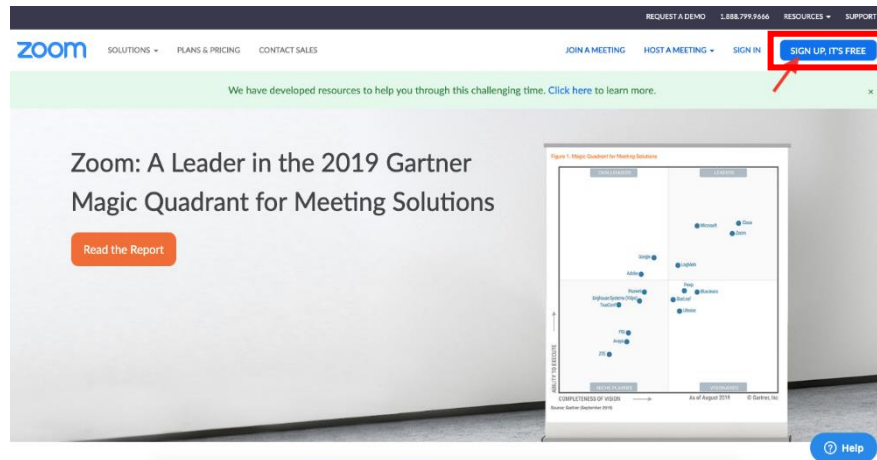 REQUEST A DEMO 1.888.799.9666 RESOURCES SUPPORT
zoom SOLUTIONS PLANS & PRICING CONTACT SALES JOIN A MEETING HOST A MEETING SIGN IN SIGN UP, IT'S FREE
We have developed resources to help you through this challenging time. Click here to learn more. ×
Zoom: A Leader in the 2019 Gartner
Magic Quadrant for Meeting Solutions
Read the Report
Figure 1. Magic Quadrant for Meeting Solutions
CHALLENGERS LEADERS
Microsoft Cisco
Zoom
Google
LogMeIn
Adobe
Huawei
BlueJeans
StarLeaf
Lifesize
PGi
Avaya
ZTE
ABILITY TO EXECUTE
NICHE PLAYERS VISIONARIES
COMPLETENESS OF VISION As of August 2019 © Gartner, Inc
Source: Gartner (September 2019)
Help